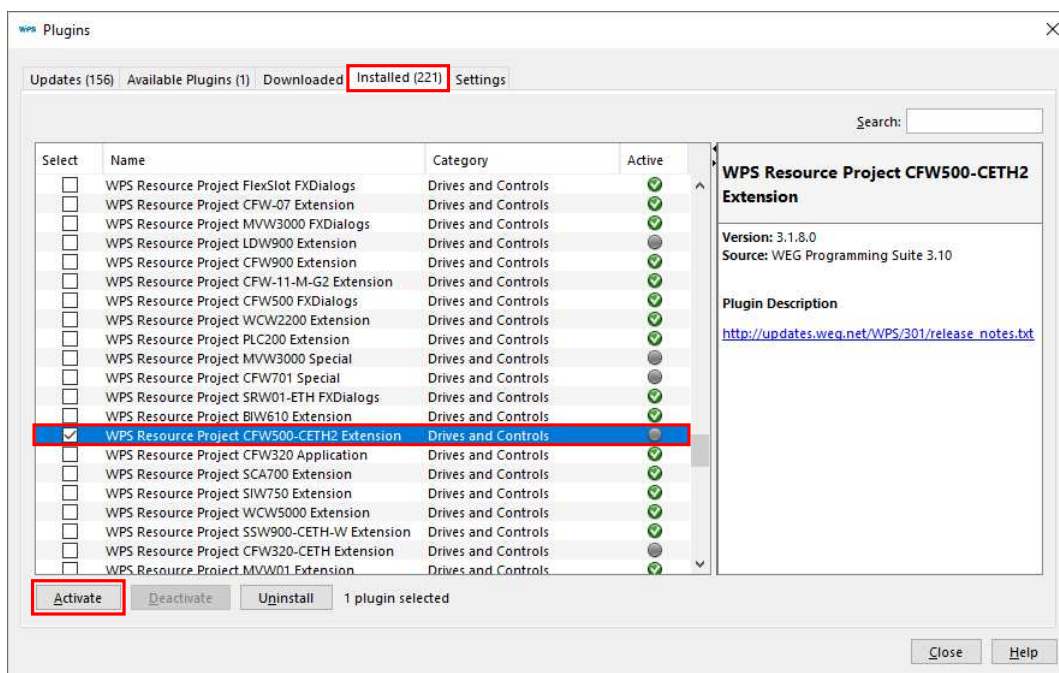 WPS Plugins
Updates (156) Available Plugins (1) Downloaded Installed (221) Settings
Search:
Select Name Category Active
WPS Resource Project FlexSlot FXDialogs Drives and Controls
WPS Resource Project CFW-07 Extension Drives and Controls
WPS Resource Project MVW3000 FXDialogs Drives and Controls
WPS Resource Project LDW900 Extension Drives and Controls
WPS Resource Project CFW900 Extension Drives and Controls
WPS Resource Project CFW-11-M-G2 Extension Drives and Controls
WPS Resource Project CFW500 FXDialogs Drives and Controls
WPS Resource Project WCW2200 Extension Drives and Controls
WPS Resource Project PLC200 Extension Drives and Controls
WPS Resource Project MVW3000 Special Drives and Controls
WPS Resource Project CFW701 Special Drives and Controls
WPS Resource Project SRW01-ETH FXDialogs Drives and Controls
WPS Resource Project BIW610 Extension Drives and Controls
WPS Resource Project CFW500-CETH2 Extension Drives and Controls
WPS Resource Project CFW320 Application Drives and Controls
WPS Resource Project SCA700 Extension Drives and Controls
WPS Resource Project SIW750 Extension Drives and Controls
WPS Resource Project WCW5000 Extension Drives and Controls
WPS Resource Project SSW900-CETH-W Extension Drives and Controls
WPS Resource Project CFW320-CETH Extension Drives and Controls
WPS Resource Project MVW01 Extension Drives and Controls
WPS Resource Project CFW500-CETH2
Extension
Version: 3.1.8.0
Source: WEG Programming Suite 3.10
Plugin Description
http://updates.weg.net/WPS/301/release_notes.txt
Activate Deactivate Uninstall 1 plugin selected
Close Help